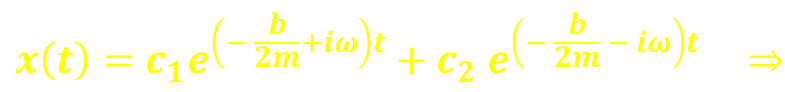 x(t) = c₁e^(−b/2m+iω)t + c₂ e^(−b/2m − iω)t ⇒